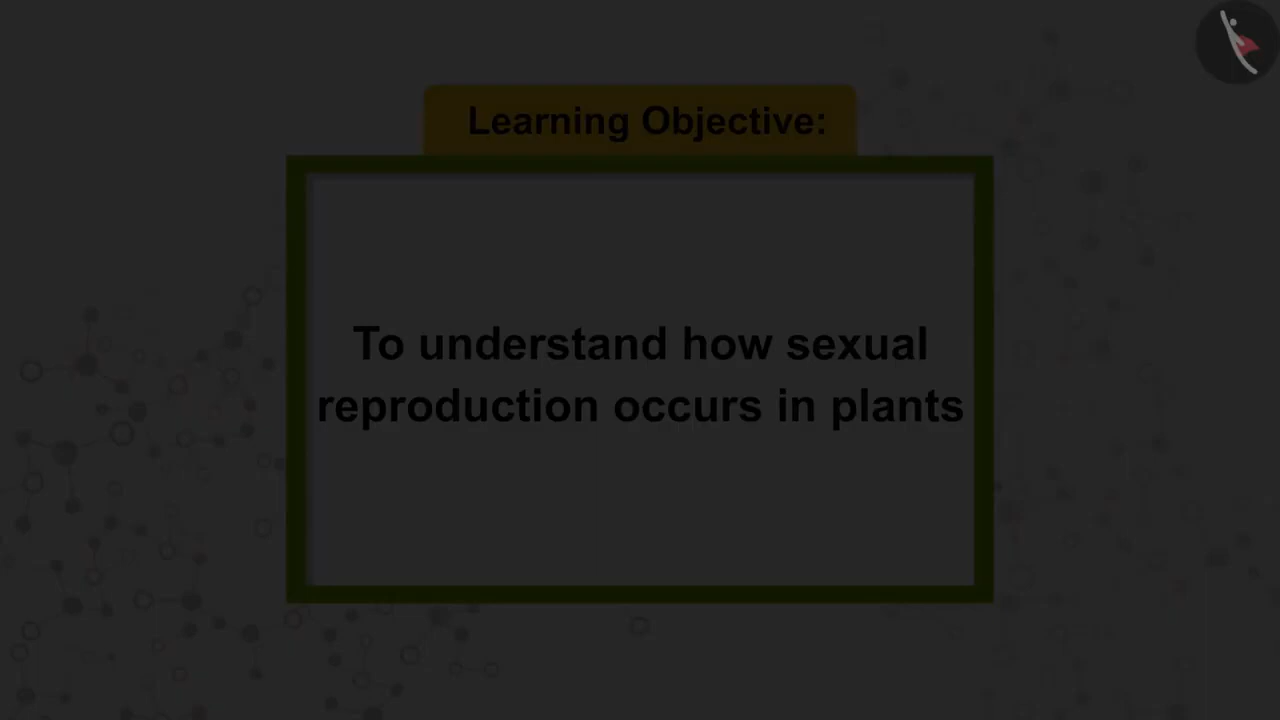 Learning Objective:
To understand how sexual
reproduction occurs in plants